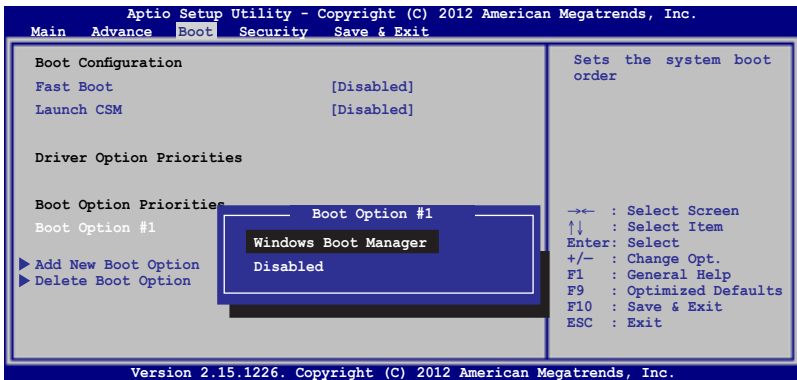 Aptio Setup Utility - Copyright (C) 2012 American Megatrends, Inc.
Main Advance Boot Security Save & Exit
Boot Configuration
Fast Boot [Disabled]
Launch CSM [Disabled]
Driver Option Priorities
Boot Option Priorities
Boot Option #1
Add New Boot Option
Delete Boot Option
Boot Option #1
Windows Boot Manager
Disabled
Sets the system boot
order
→← : Select Screen
↑↓ : Select Item
Enter: Select
+/— : Change Opt.
F1 : General Help
F9 : Optimized Defaults
F10 : Save & Exit
ESC : Exit
Version 2.15.1226. Copyright (C) 2012 American Megatrends, Inc.